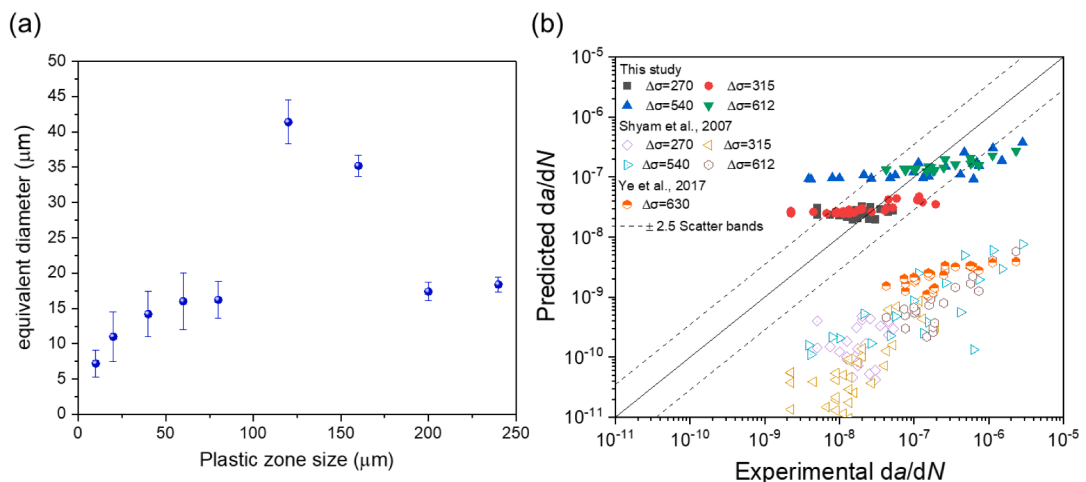 (a)
50
45
40
35
30
25
20
15
10
5
0
equivalent diameter (μm)
0 50 100 150 200 250
Plastic zone size (μm)
(b)
10⁻⁵
10⁻⁶
10⁻⁷
10⁻⁸
10⁻⁹
10⁻¹⁰
10⁻¹¹
Predicted da/dN
This study
Δσ=270 Δσ=315
Δσ=540 Δσ=612
Shyam et al., 2007
Δσ=270 Δσ=315
Δσ=540 Δσ=612
Ye et al., 2017
Δσ=630
± 2.5 Scatter bands
10⁻¹¹ 10⁻¹⁰ 10⁻⁹ 10⁻⁸ 10⁻⁷ 10⁻⁶ 10⁻⁵
Experimental da/dN